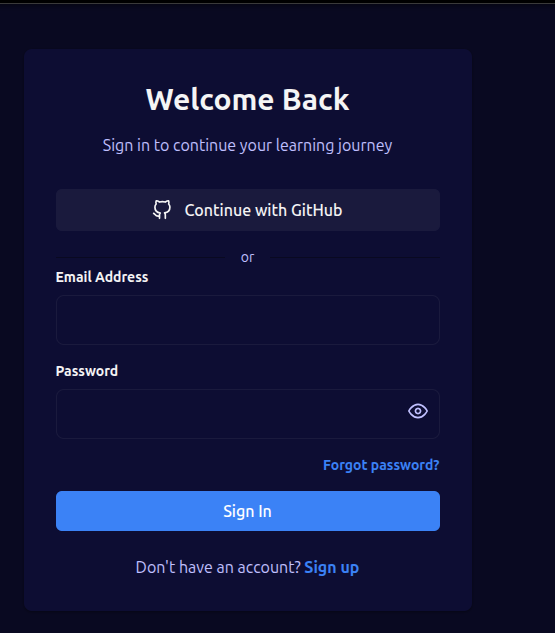 Welcome Back
Sign in to continue your learning journey
Continue with GitHub
or
Email Address
Password
Forgot password?
Sign In
Don't have an account? Sign up